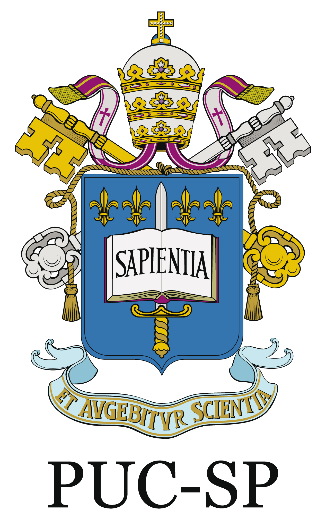 SAPIENTIA
ET AVGEBITVR SCIENTIA
PUC-SP